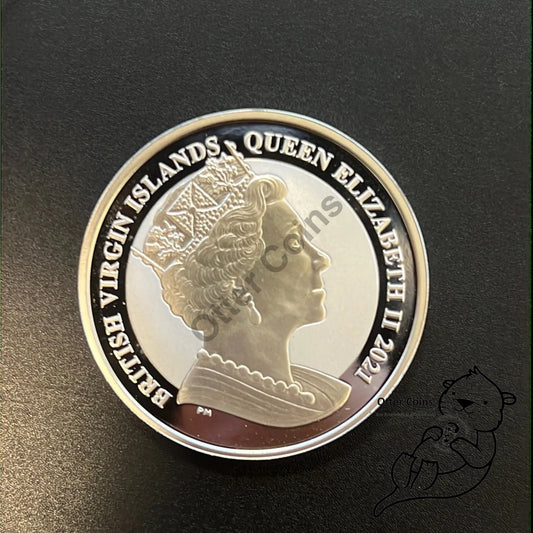 BRITISH VIRGIN ISLANDS
QUEEN ELIZABETH II 2021
PM
Otter Coins
Otter Coins